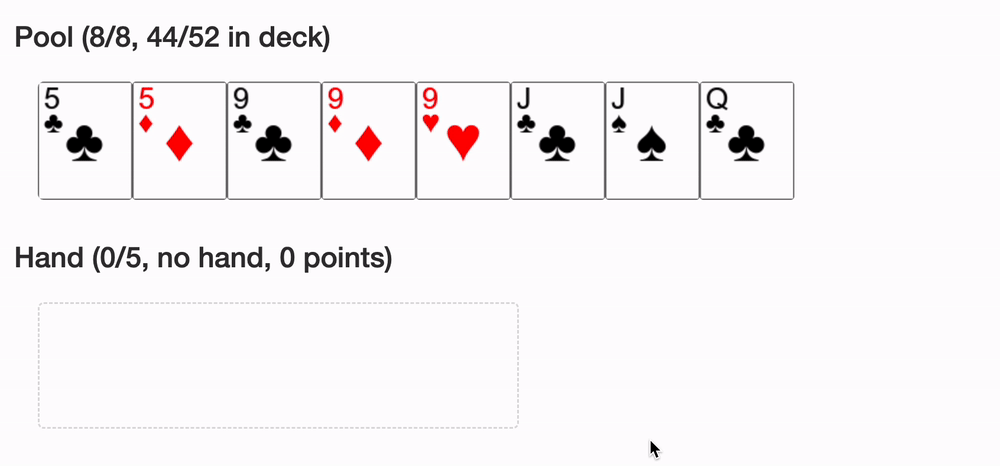 Pool (8/8, 44/52 in deck)
5 5 9 9 9 J J Q
Hand (0/5, no hand, 0 points)